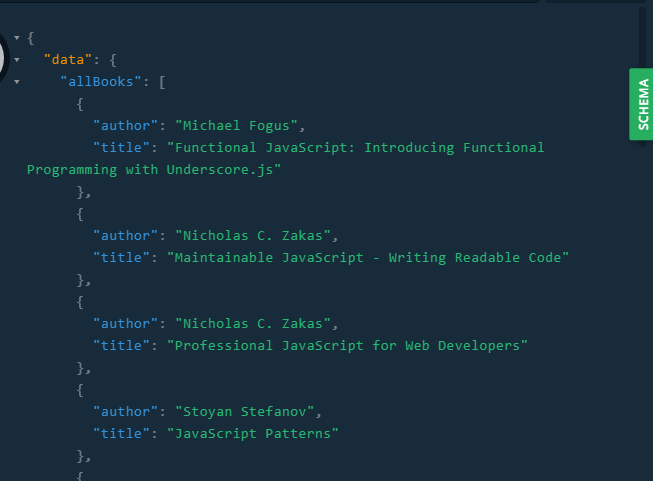 {
"data": {
"allBooks": [
{
"author": "Michael Fogus",
"title": "Functional JavaScript: Introducing Functional
Programming with Underscore.js"
},
{
"author": "Nicholas C. Zakas",
"title": "Maintainable JavaScript - Writing Readable Code"
},
{
"author": "Nicholas C. Zakas",
"title": "Professional JavaScript for Web Developers"
},
{
"author": "Stoyan Stefanov",
"title": "JavaScript Patterns"
},
{
SCHEMA